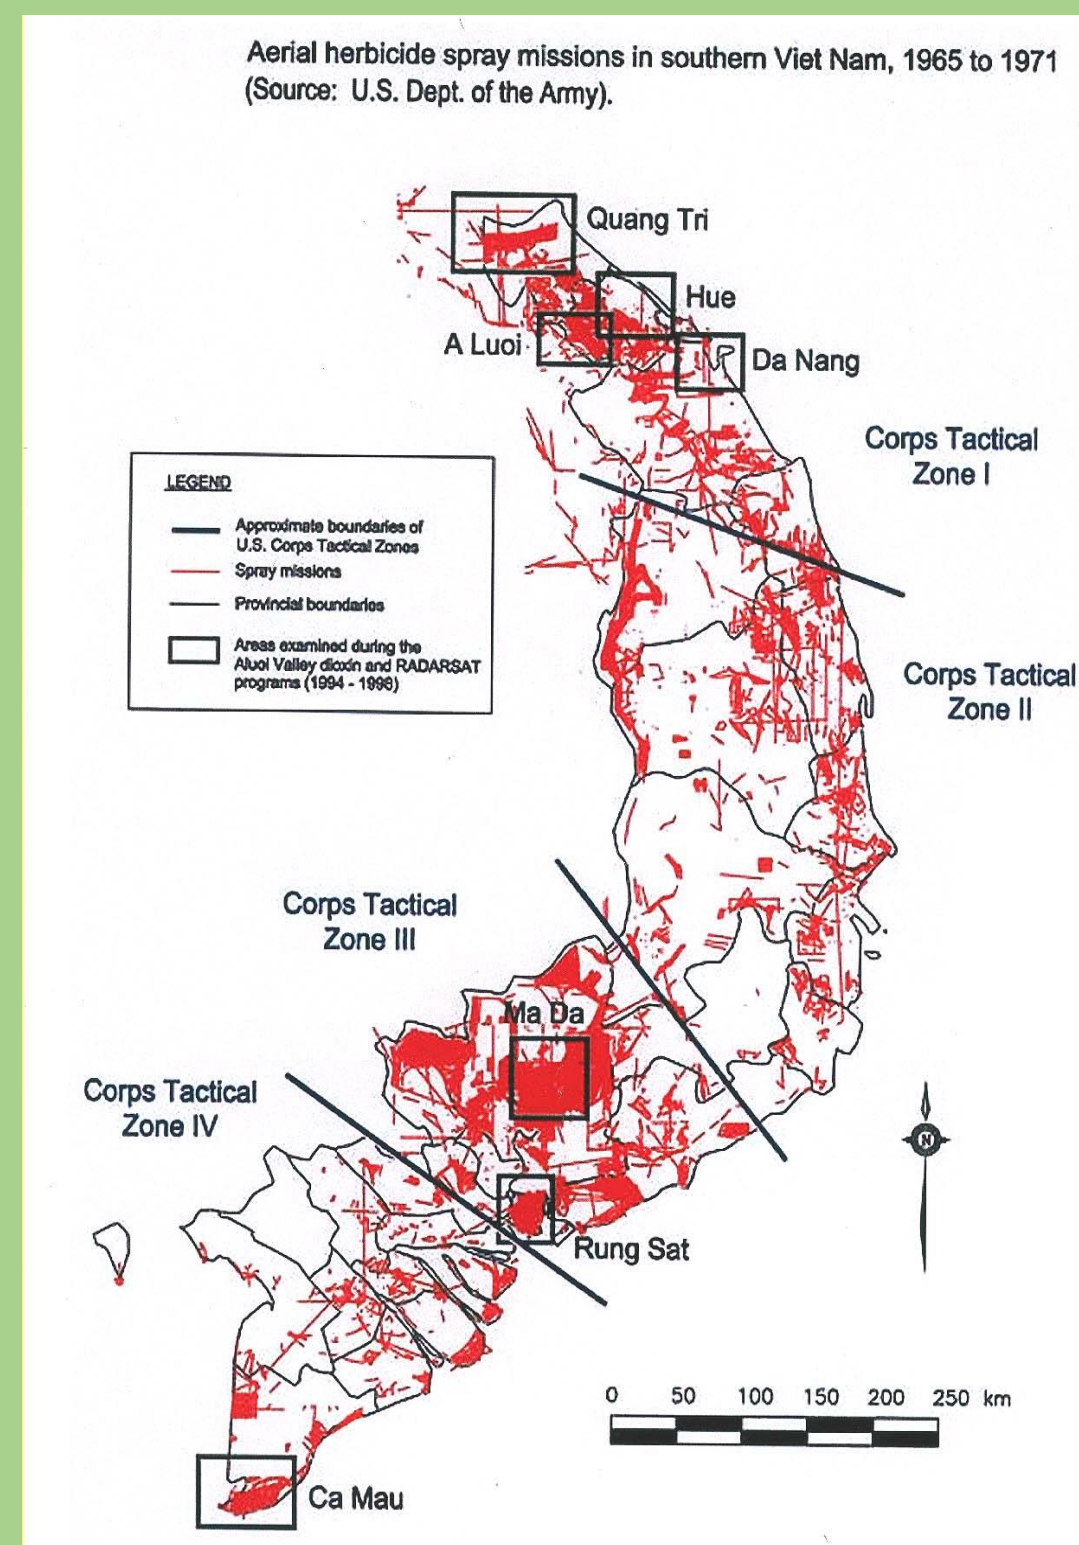 Aerial herbicide spray missions in southern Viet Nam, 1965 to 1971
(Source: U.S. Dept. of the Army).
Quang Tri
Hue
A Luoi
Da Nang
Corps Tactical
Zone I
LEGEND
Approximate boundaries of
U.S. Corps Tactical Zones
Spray missions
Provincial boundaries
Areas examined during the
Aluoi Valley dioxin and RADARSAT
programs (1994 - 1998)
Corps Tactical
Zone II
Corps Tactical
Zone III
Ma Da
Corps Tactical
Zone IV
N
Rung Sat
0 50 100 150 200 250 km
Ca Mau